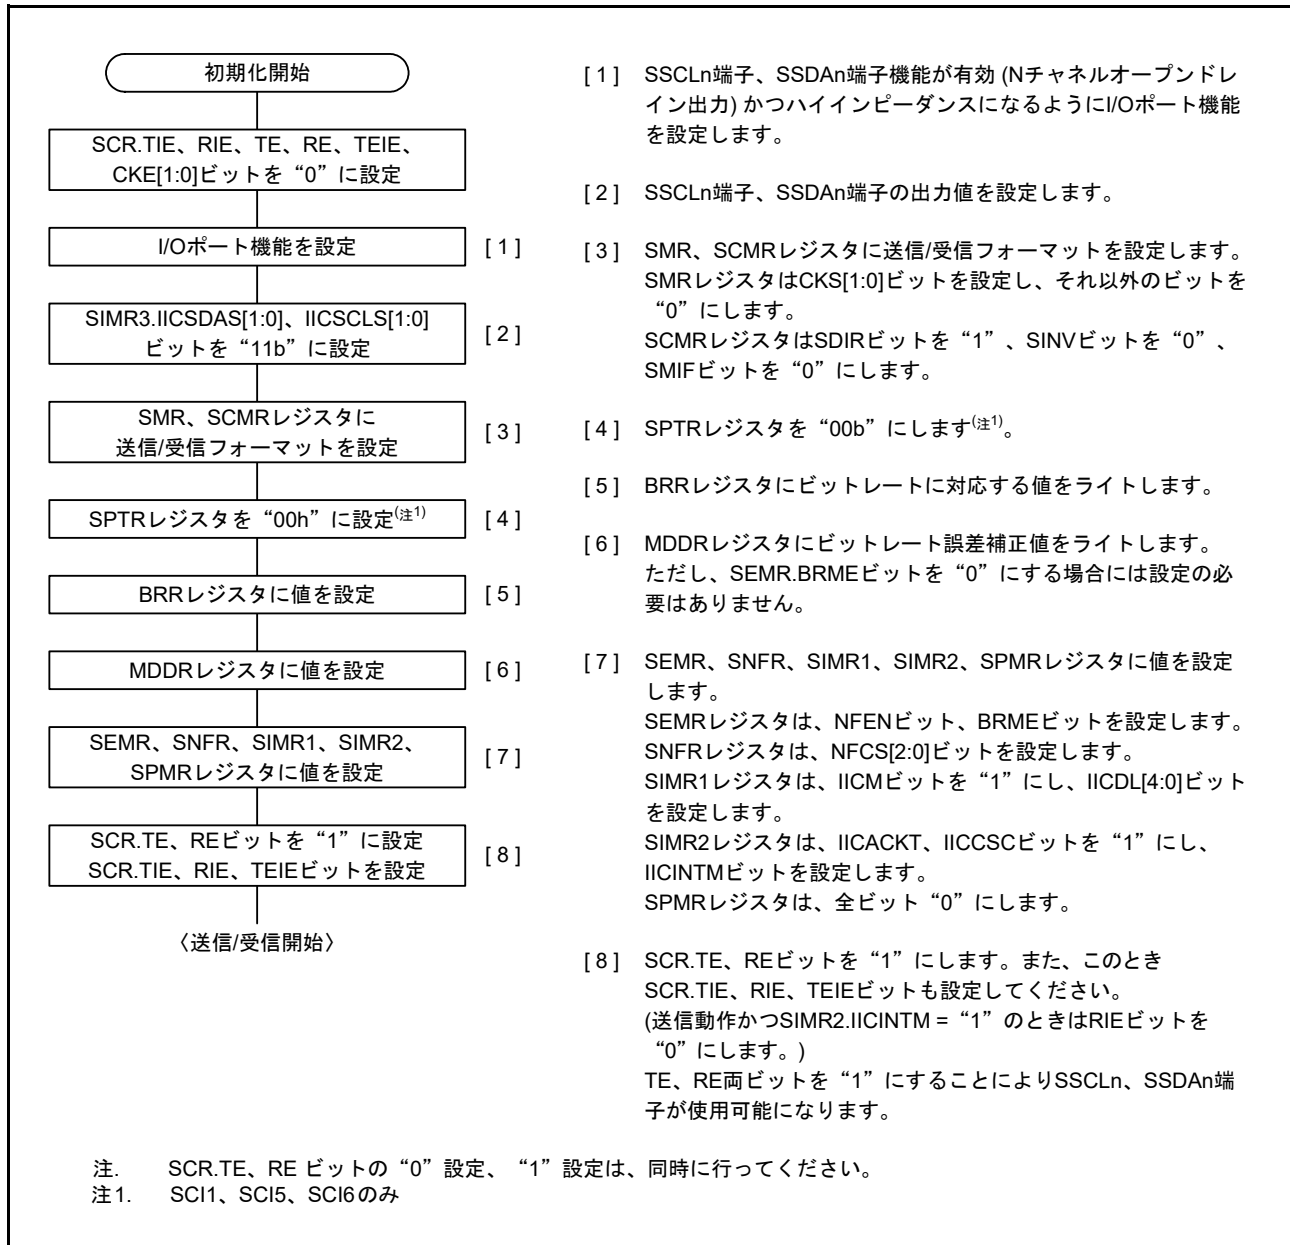 初期化開始
SCR.TIE、RIE、TE、RE、TEIE、
CKE[1:0]ビットを“0”に設定
I/Oポート機能を設定
[ 1 ]
SIMR3.IICSDAS[1:0]、IICSCLS[1:0]
ビットを“11b”に設定
[ 2 ]
SMR、SCMRレジスタに
送信/受信フォーマットを設定
[ 3 ]
SPTRレジスタを“00h”に設定(注1)
[ 4 ]
BRRレジスタに値を設定
[ 5 ]
MDDRレジスタに値を設定
[ 6 ]
SEMR、SNFR、SIMR1、SIMR2、
SPMRレジスタに値を設定
[ 7 ]
SCR.TE、REビットを“1”に設定
SCR.TIE、RIE、TEIEビットを設定
[ 8 ]
〈送信/受信開始〉
[ 1 ] SSCLn端子、SSDAn端子機能が有効 (Nチャネルオープンドレ
イン出力) かつハイインピーダンスになるようにI/Oポート機能
を設定します。
[ 2 ] SSCLn端子、SSDAn端子の出力値を設定します。
[ 3 ] SMR、SCMRレジスタに送信/受信フォーマットを設定します。
SMRレジスタはCKS[1:0]ビットを設定し、それ以外のビットを
“0”にします。
SCMRレジスタはSDIRビットを“1”、SINVビットを“0”、
SMIFビットを“0”にします。
[ 4 ] SPTRレジスタを“00b”にします(注1)。
[ 5 ] BRRレジスタにビットレートに対応する値をライトします。
[ 6 ] MDDRレジスタにビットレート誤差補正値をライトします。
ただし、SEMR.BRMEビットを“0”にする場合には設定の必
要はありません。
[ 7 ] SEMR、SNFR、SIMR1、SIMR2、SPMRレジスタに値を設定
します。
SEMRレジスタは、NFENビット、BRMEビットを設定します。
SNFRレジスタは、NFCS[2:0]ビットを設定します。
SIMR1レジスタは、IICMビットを“1”にし、IICDL[4:0]ビット
を設定します。
SIMR2レジスタは、IICACKT、IICCSCビットを“1”にし、
IICINTMビットを設定します。
SPMRレジスタは、全ビット“0”にします。
[ 8 ] SCR.TE、REビットを“1”にします。また、このとき
SCR.TIE、RIE、TEIEビットも設定してください。
(送信動作かつSIMR2.IICINTM =“1”のときはRIEビットを
“0”にします。)
TE、RE両ビットを“1”にすることによりSSCLn、SSDAn端
子が使用可能になります。
注. SCR.TE、RE ビットの“0”設定、“1”設定は、同時に行ってください。
注1. SCI1、SCI5、SCI6のみ